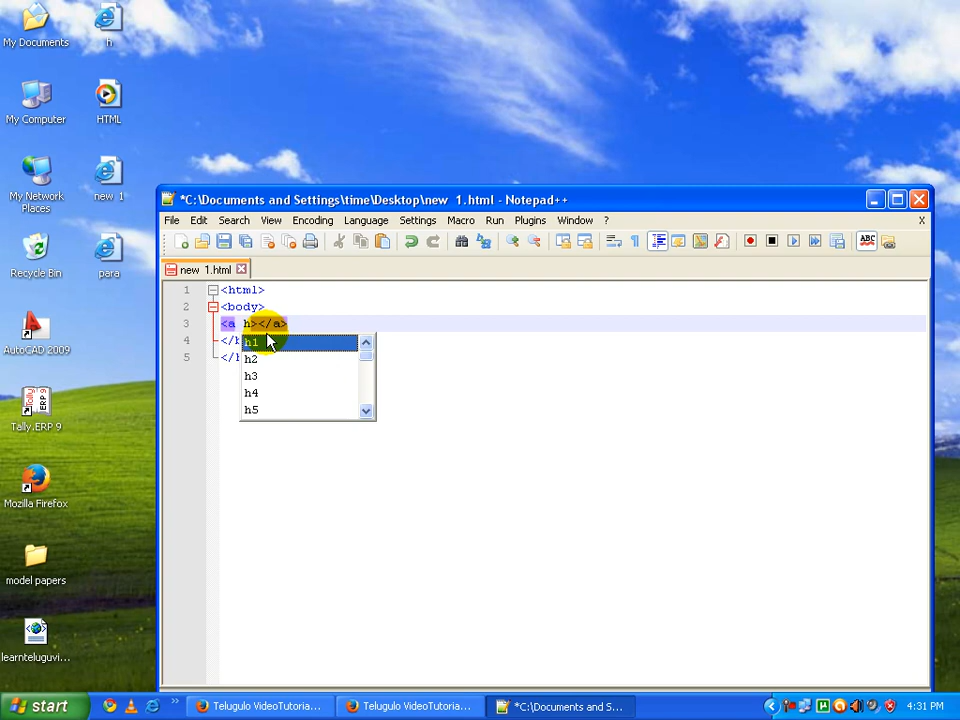 My Documents
h
My Computer
HTML
My Network Places
new 1
Recycle Bin
para
AutoCAD 2009
Tally.ERP 9
Mozilla Firefox
model papers
learnteluguvi...
*C:\Documents and Settings\time\Desktop\new 1.html - Notepad++
File Edit Search View Encoding Language Settings Macro Run Plugins Window ? X
ABC
new 1.html
1 <html>
2 <body>
3 <a h></a>
4 </b
5 </h
h1
h2
h3
h4
h5
start
Telugulo VideoTutoria...
Telugulo VideoTutoria...
*C:\Documents and S...
4:31 PM